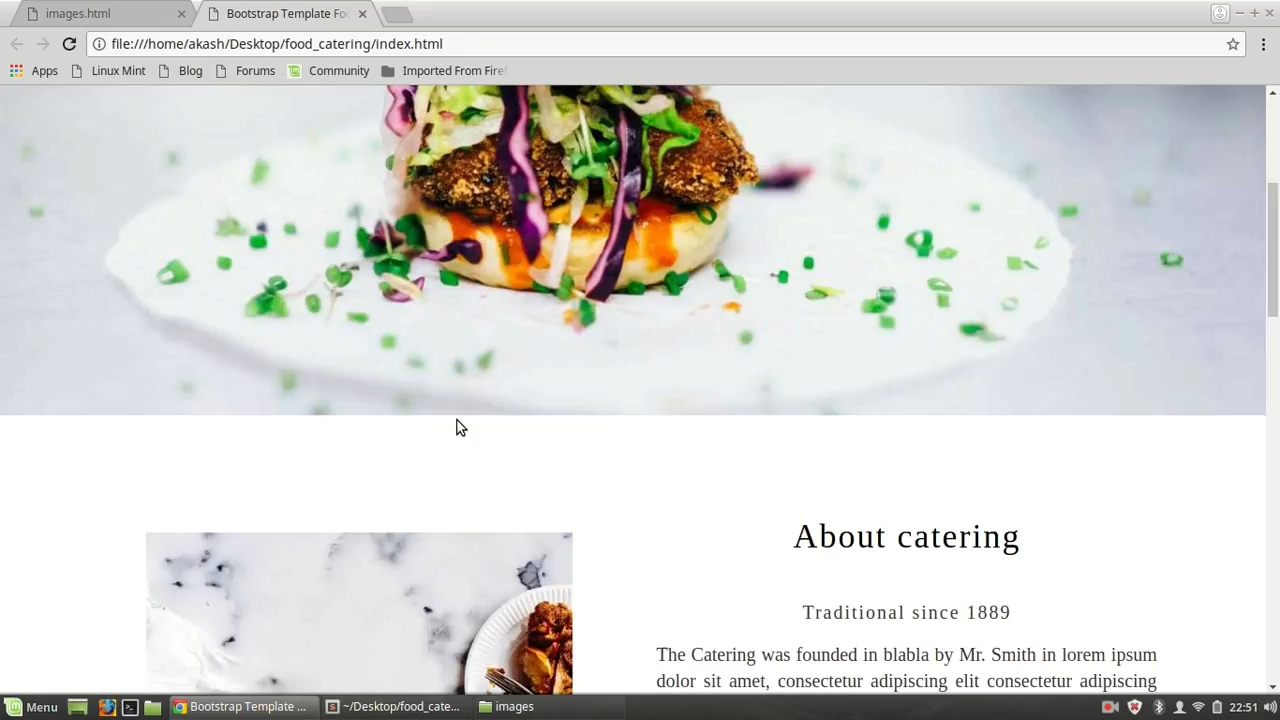 images.html
Bootstrap Template Foo
file:///home/akash/Desktop/food_catering/index.html
Apps
Linux Mint
Blog
Forums
Community
Imported From Firef
About catering
Traditional since 1889
The Catering was founded in blabla by Mr. Smith in lorem ipsum
dolor sit amet, consectetur adipiscing elit consectetur adipiscing
Menu
Bootstrap Template ...
~/Desktop/food_cate...
images
22:51